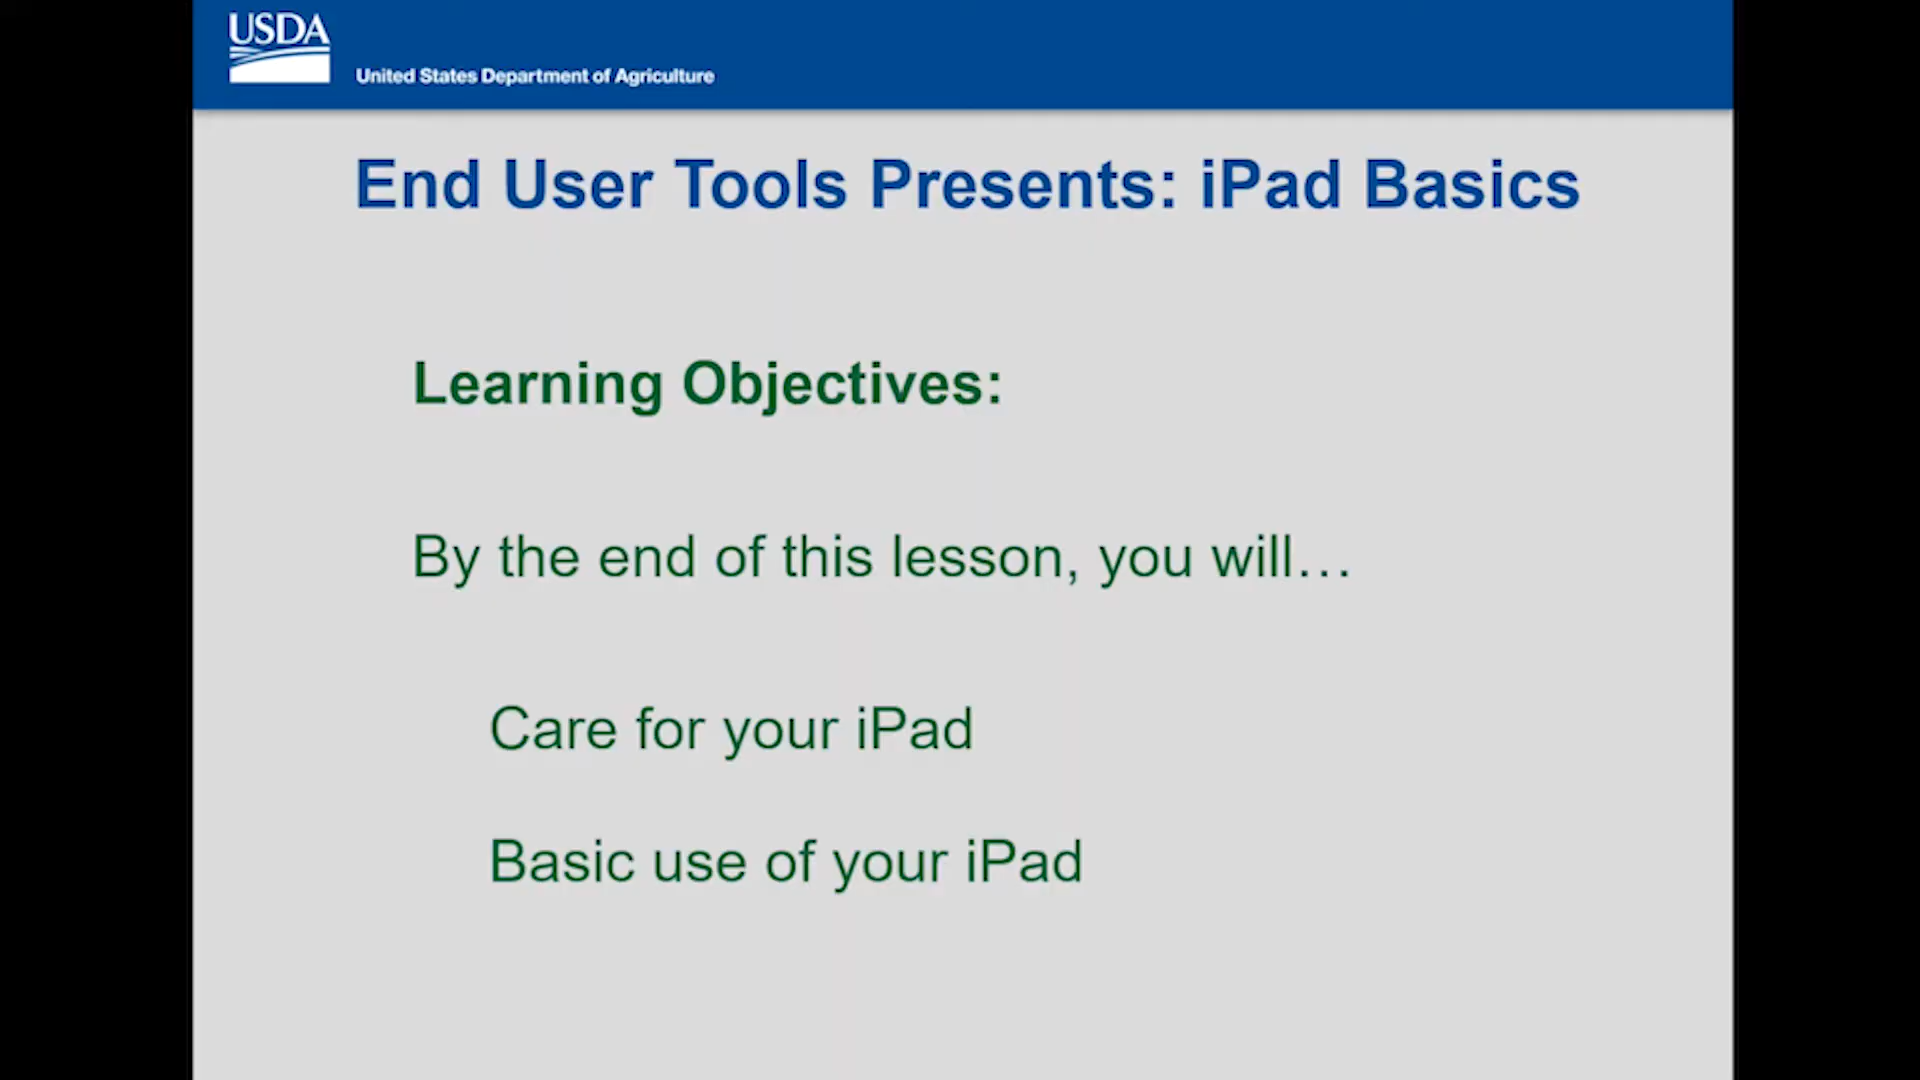 USDA
United States Department of Agriculture
End User Tools Presents: iPad Basics
Learning Objectives:
By the end of this lesson, you will…
Care for your iPad
Basic use of your iPad